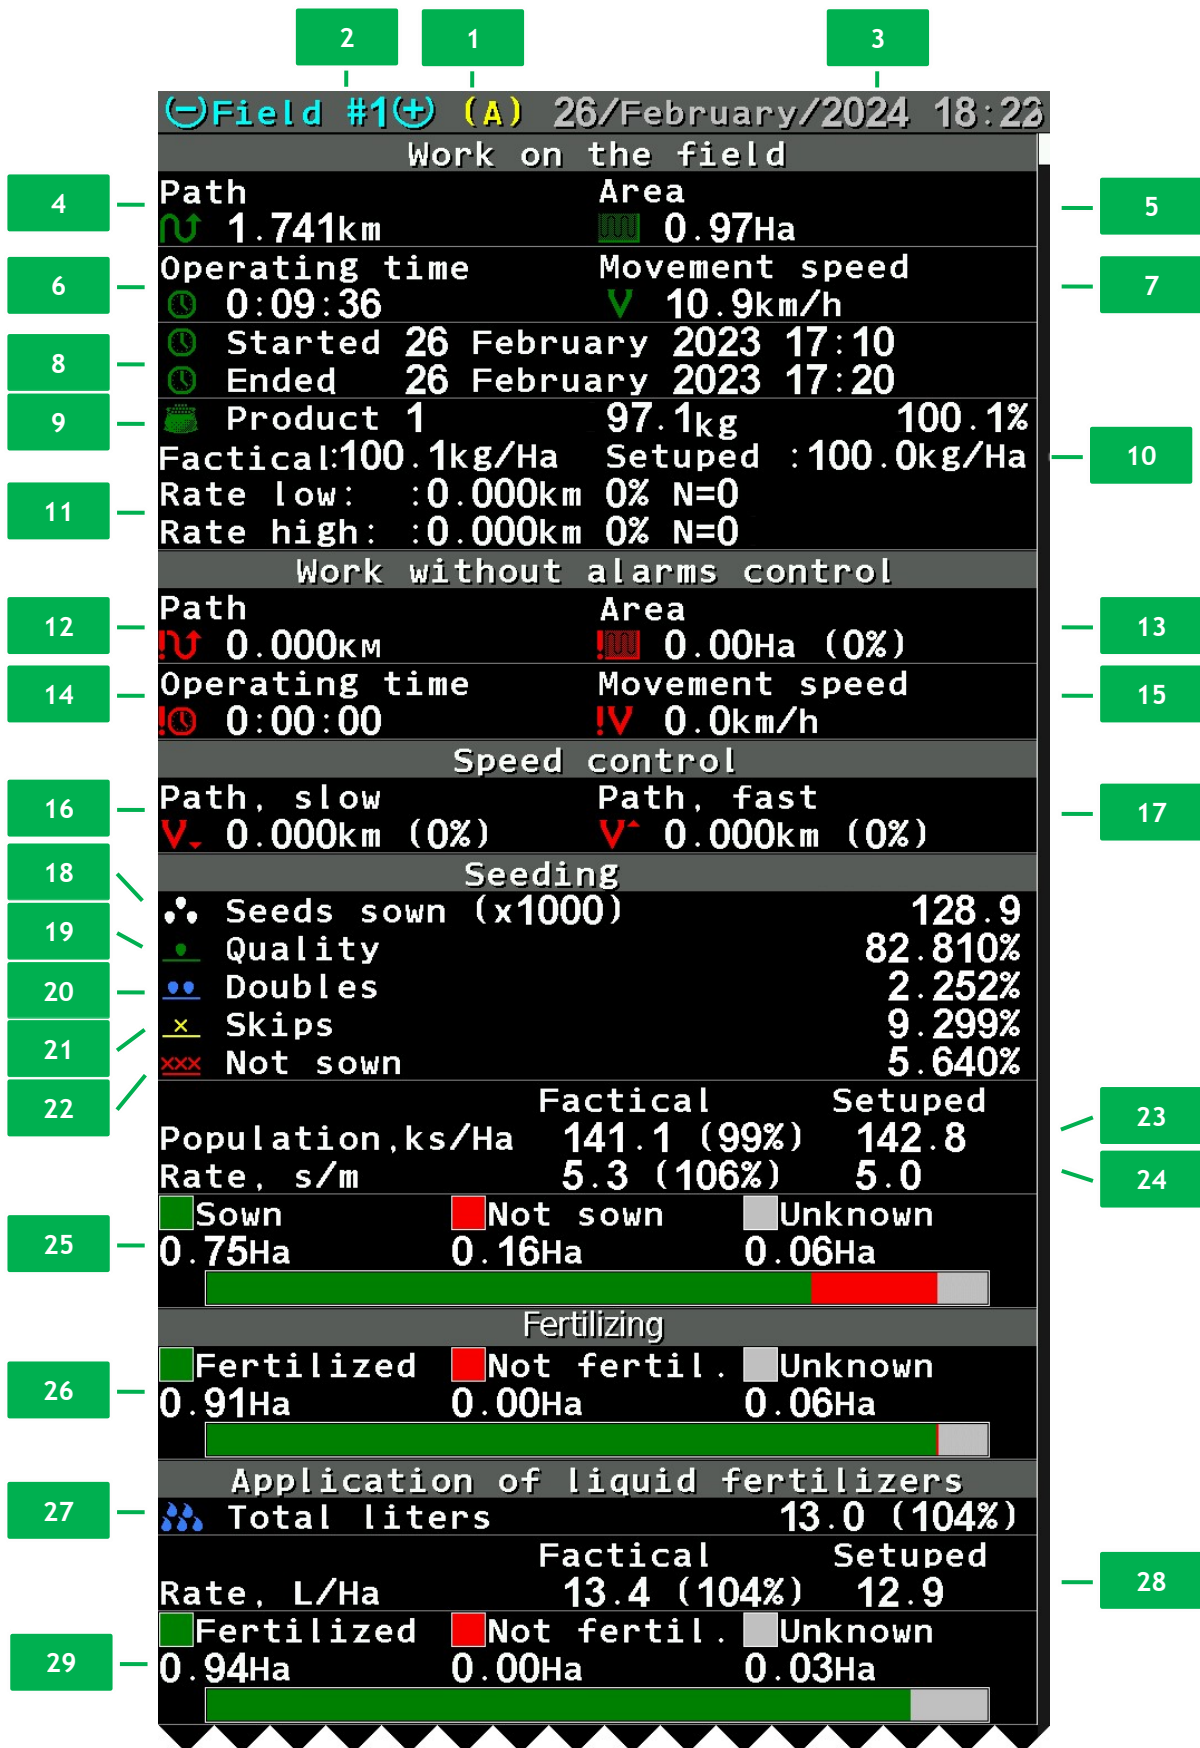 2 1 3
Field #1 (A) 26/February/2024 18:22
Work on the field
4 Path Area 5
1.741km 0.97Ha
6 Operating time Movement speed 7
0:09:36 10.9km/h
8 Started 26 February 2023 17:10
Ended 26 February 2023 17:20
9 Product 1 97.1kg 100.1%
Factical:100.1kg/Ha Setuped :100.0kg/Ha 10
11 Rate low: :0.000km 0% N=0
Rate high: :0.000km 0% N=0
Work without alarms control
12 Path Area 13
!0.000км !0.00Ha (0%)
14 Operating time Movement speed 15
!0:00:00 !V 0.0km/h
Speed control
16 Path, slow Path, fast 17
V 0.000km (0%) V 0.000km (0%)
Seeding
18 Seeds sown (x1000) 128.9
19 Quality 82.810%
20 Doubles 2.252%
21 Skips 9.299%
22 Not sown 5.640%
Factical Setuped
Population,ks/Ha 141.1 (99%) 142.8 23
Rate, s/m 5.3 (106%) 5.0 24
Sown Not sown Unknown
25 0.75Ha 0.16Ha 0.06Ha
Fertilizing
Fertilized Not fertil. Unknown
26 0.91Ha 0.00Ha 0.06Ha
Application of liquid fertilizers
27 Total liters 13.0 (104%)
Factical Setuped
Rate, L/Ha 13.4 (104%) 12.9 28
Fertilized Not fertil. Unknown
29 0.94Ha 0.00Ha 0.03Ha